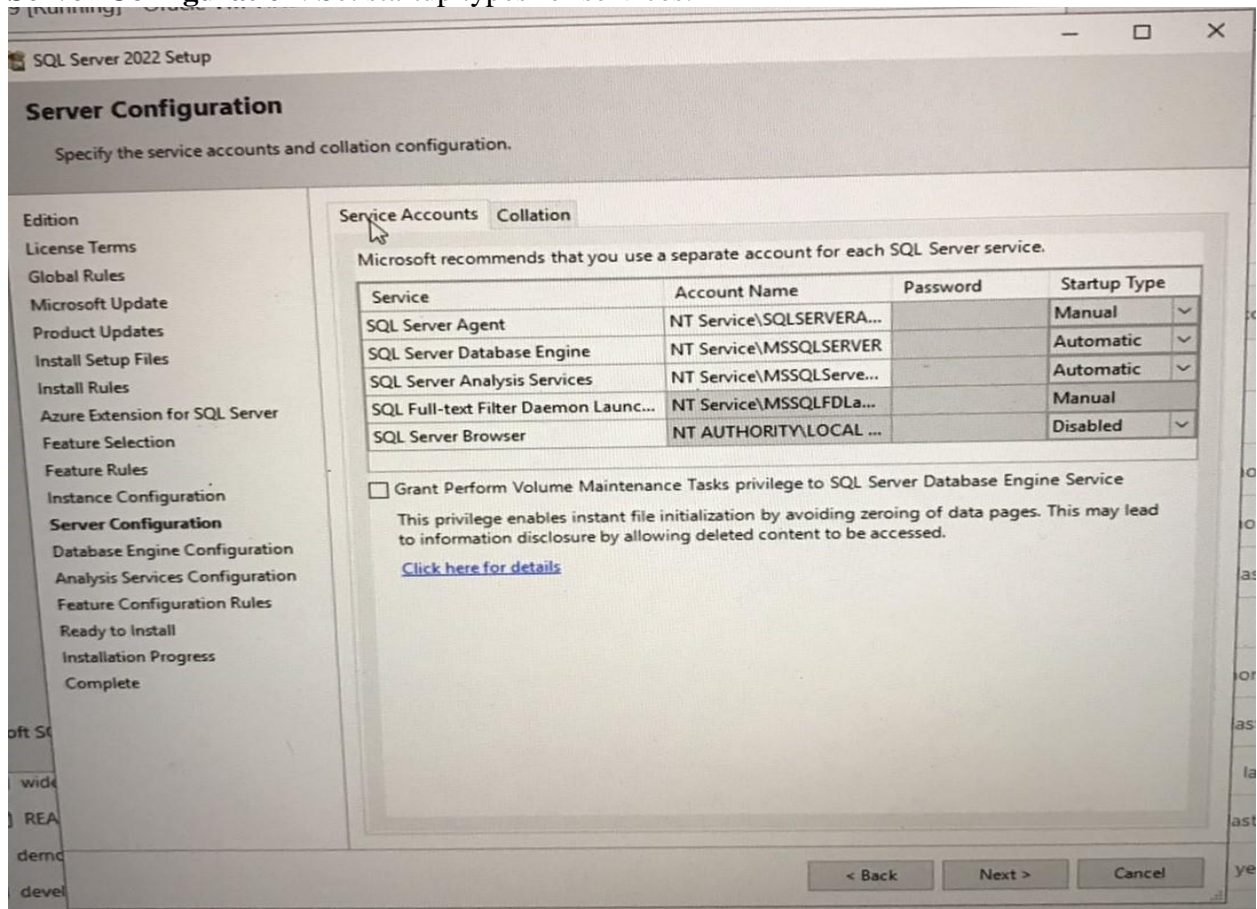 SQL Server 2022 Setup
Server Configuration
Specify the service accounts and collation configuration.
Edition
License Terms
Global Rules
Microsoft Update
Product Updates
Install Setup Files
Install Rules
Azure Extension for SQL Server
Feature Selection
Feature Rules
Instance Configuration
Server Configuration
Database Engine Configuration
Analysis Services Configuration
Feature Configuration Rules
Ready to Install
Installation Progress
Complete
Service Accounts Collation
Microsoft recommends that you use a separate account for each SQL Server service.
Service Account Name Password Startup Type
SQL Server Agent NT Service\SQLSERVERA... Manual
SQL Server Database Engine NT Service\MSSQLSERVER Automatic
SQL Server Analysis Services NT Service\MSSQLServe... Automatic
SQL Full-text Filter Daemon Launc... NT Service\MSSQLFDLa... Manual
SQL Server Browser NT AUTHORITY\LOCAL ... Disabled
Grant Perform Volume Maintenance Tasks privilege to SQL Server Database Engine Service
This privilege enables instant file initialization by avoiding zeroing of data pages. This may lead
to information disclosure by allowing deleted content to be accessed.
Click here for details
oft SQ
wide
REA
demo
devel
< Back Next > Cancel